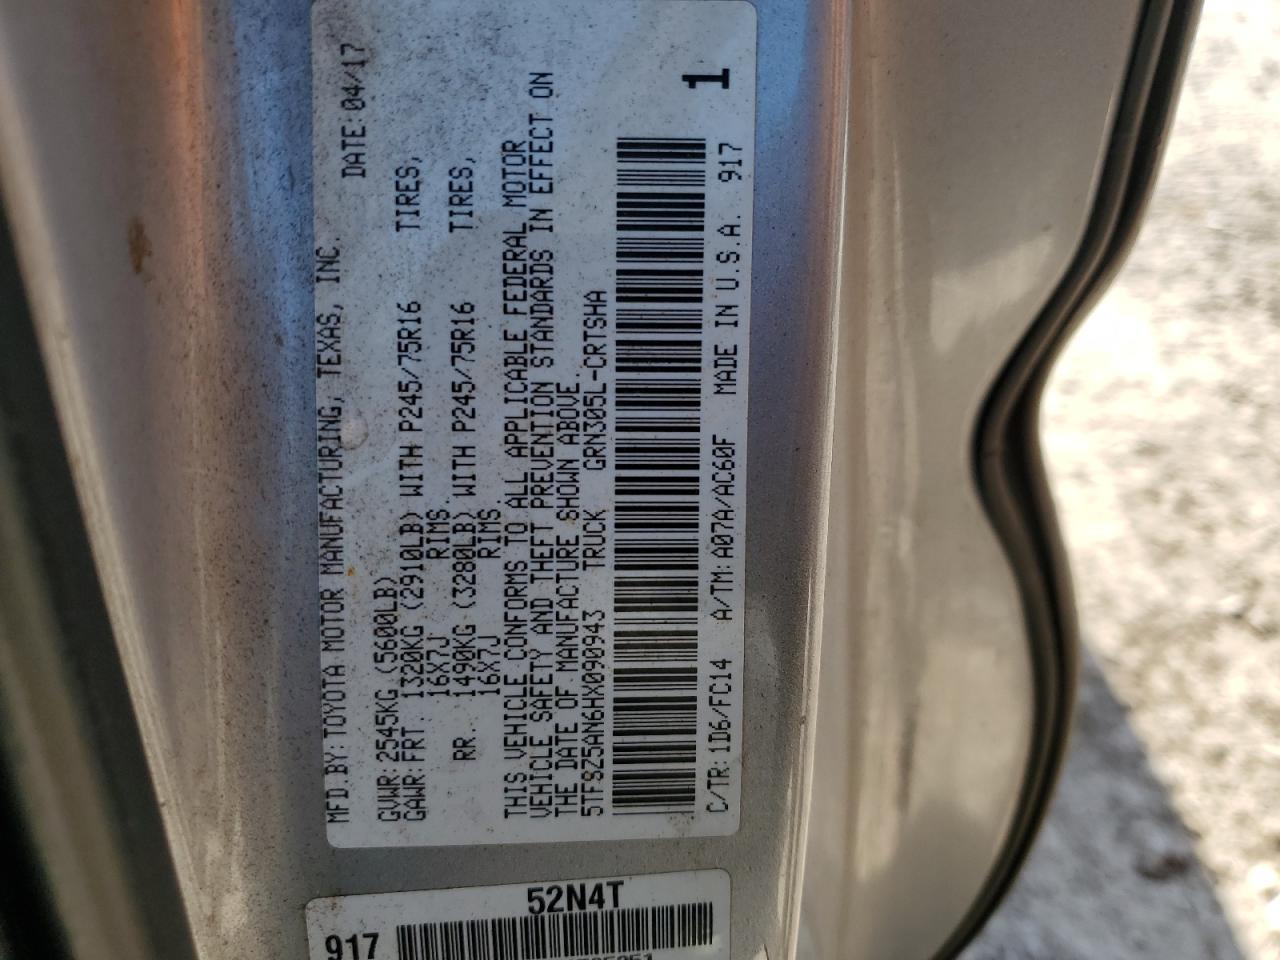 MFD.BY:TOYOTA MOTOR MANUFACTURING, TEXAS, INC. DATE:04/17
GVWR:2545KG(5600LB)
GAWR:FRT. 1320KG(2910LB)WITH P245/75R16 TIRES,
16X7J RIMS.
RR. 1490KG(3280LB)WITH P245/75R16 TIRES,
16X7J RIMS.
THIS VEHICLE CONFORMS TO ALL APPLICABLE FEDERAL MOTOR
VEHICLE SAFETY AND THEFT PREVENTION STANDARDS IN EFFECT ON
THE DATE OF MANUFACTURE SHOWN ABOVE.
5TFSZ5AN6HX090943 TRUCK GRN305L-CRTSHA
C/TR:1D6/FC14 A/TM:A07A/AC60F MADE IN U.S.A. 917 1
52N4T
917